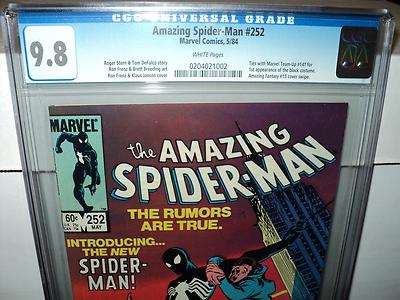 CGC UNIVERSAL GRADE
9.8
Amazing Spider-Man #252
Marvel Comics, 5/84
WHITE Pages
Roger Stern & Tom DeFalco story
Ron Frenz & Brett Breeding art
Ron Frenz & Klaus Janson cover
0204021002
Ties with Marvel Team-Up #141 for
1st appearance of the black costume.
Amazing Fantasy #15 cover swipe.
MARVEL
the AMAZING
SPIDER-MAN
60¢
252
MAY
THE RUMORS
ARE TRUE.
INTRODUCING...
THE NEW
SPIDER-
MAN!